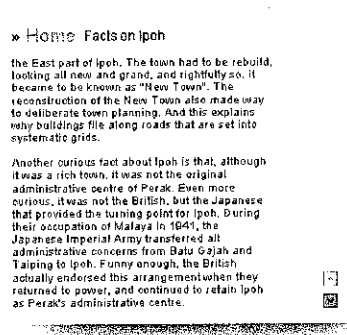 » Home Facts on Ipoh
the East part of Ipoh. The town had to be rebuild,
looking all new and grand, and rightfully so, it
became to be known as "New Town". The
reconstruction of the New Town also made way
to deliberate town planning. And this explains
why buildings file along roads that are set into
systematic grids.
Another curious fact about Ipoh is that, although
it was a rich town, it was not the original
administrative centre of Perak. Even more
curious, it was not the British, but the Japanese
that provided the turning point for Ipoh. During
their occupation of Malaya in 1941, the
Japanese Imperial Army transferred all
administrative concerns from Batu Gajah and
Taiping to Ipoh. Funny enough, the British
actually endorsed this arrangement when they
returned to power, and continued to retain Ipoh
as Perak's administrative centre.